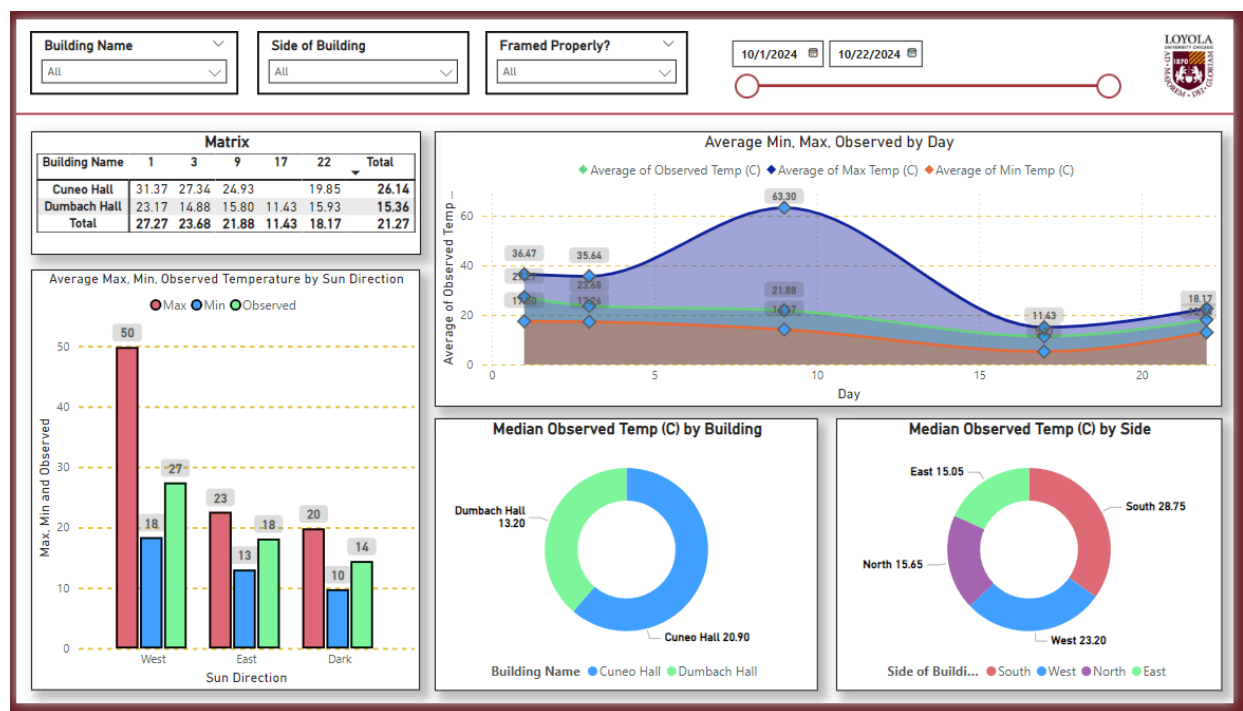 Building Name
All
Side of Building
All
Framed Properly?
All
10/1/2024
10/22/2024
LOYOLA
UNIVERSITY CHICAGO
1870
AD · MAJOREM · DEI · GLORIAM
Matrix
Building Name 1 3 9 17 22 Total
Cuneo Hall 31.37 27.34 24.93 19.85 26.14
Dumbach Hall 23.17 14.88 15.80 11.43 15.93 15.36
Total 27.27 23.68 21.88 11.43 18.17 21.27
Average Min, Max, Observed by Day
Average of Observed Temp (C) Average of Max Temp (C) Average of Min Temp (C)
Average of Observed Temp ...
60
40
20
0
63.30
36.47
35.64
23.68
21.88
11.43
18.17
0 5 10 15 20
Day
Average Max, Min, Observed Temperature by Sun Direction
Max Min Observed
Max, Min and Observed
50
40
30
20
10
0
50
18
27
23
13
18
20
10
14
West East Dark
Sun Direction
Median Observed Temp (C) by Building
Dumbach Hall
13.20
Cuneo Hall 20.90
Building Name Cuneo Hall Dumbach Hall
Median Observed Temp (C) by Side
East 15.05
South 28.75
North 15.65
West 23.20
Side of Buildi... South West North East